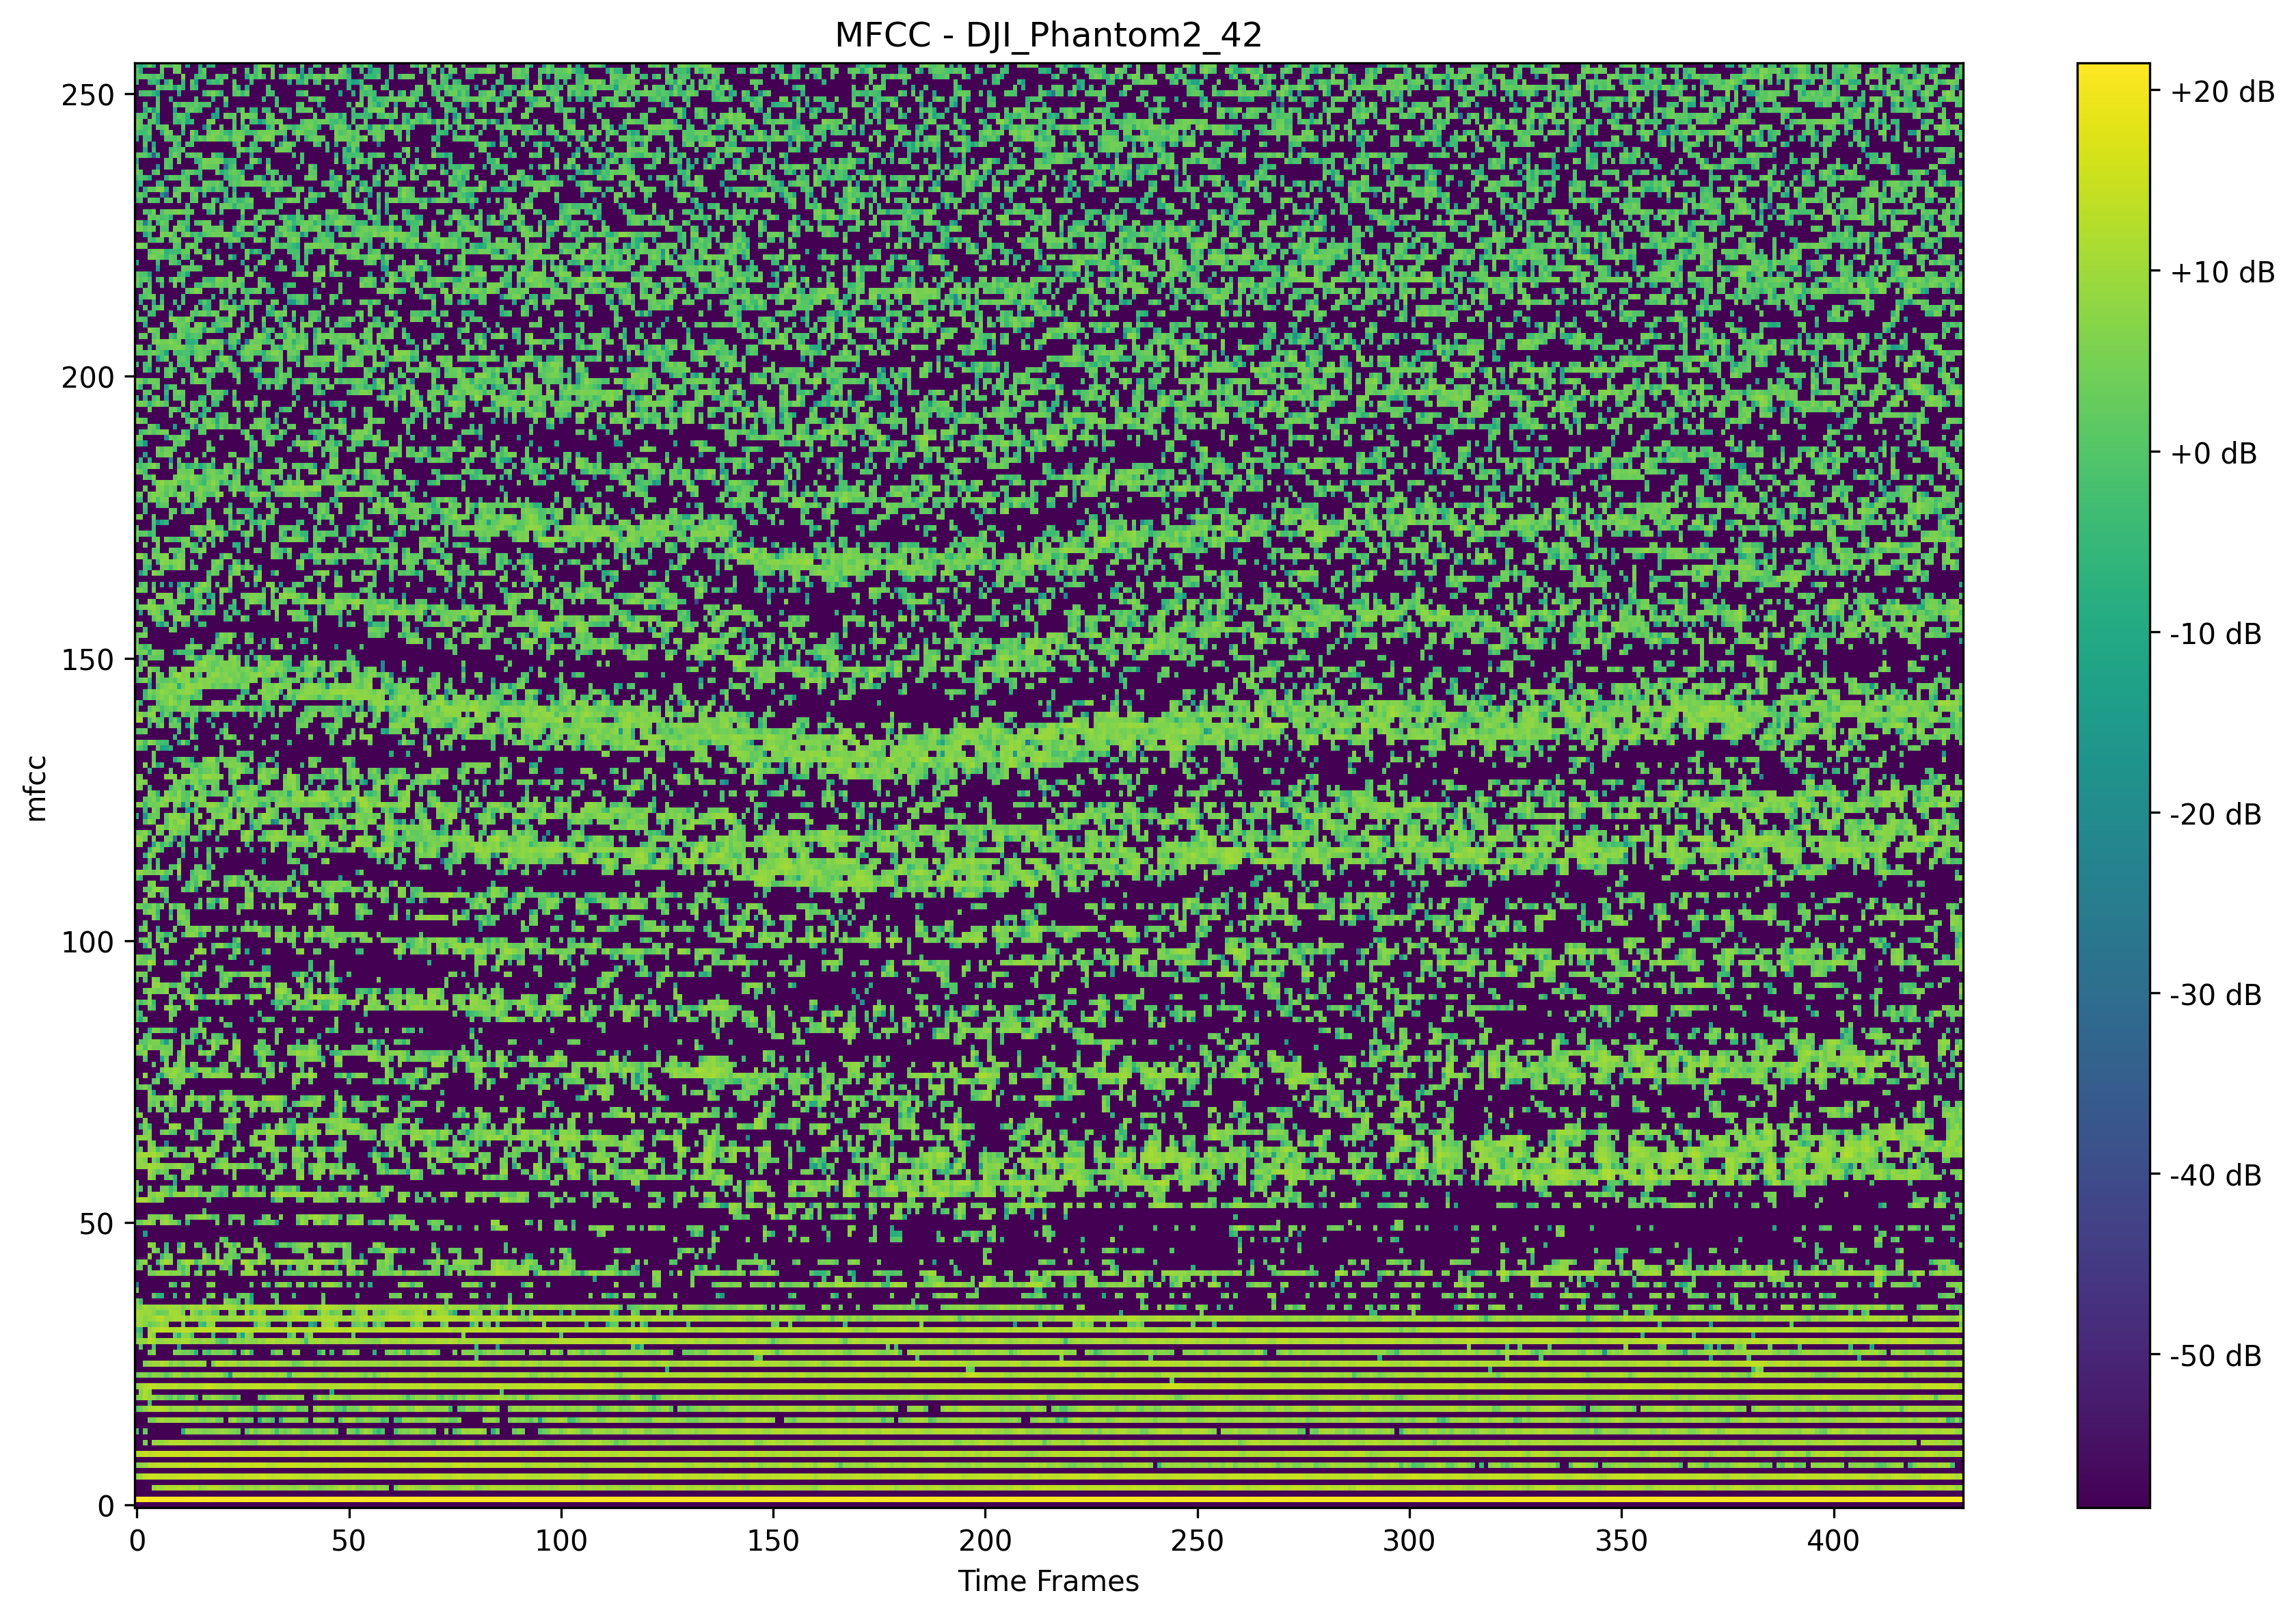 MFCC - DJI_Phantom2_42
250
200
150
100
50
0
mfcc
0 50 100 150 200 250 300 350 400
Time Frames
+20 dB
+10 dB
+0 dB
-10 dB
-20 dB
-30 dB
-40 dB
-50 dB